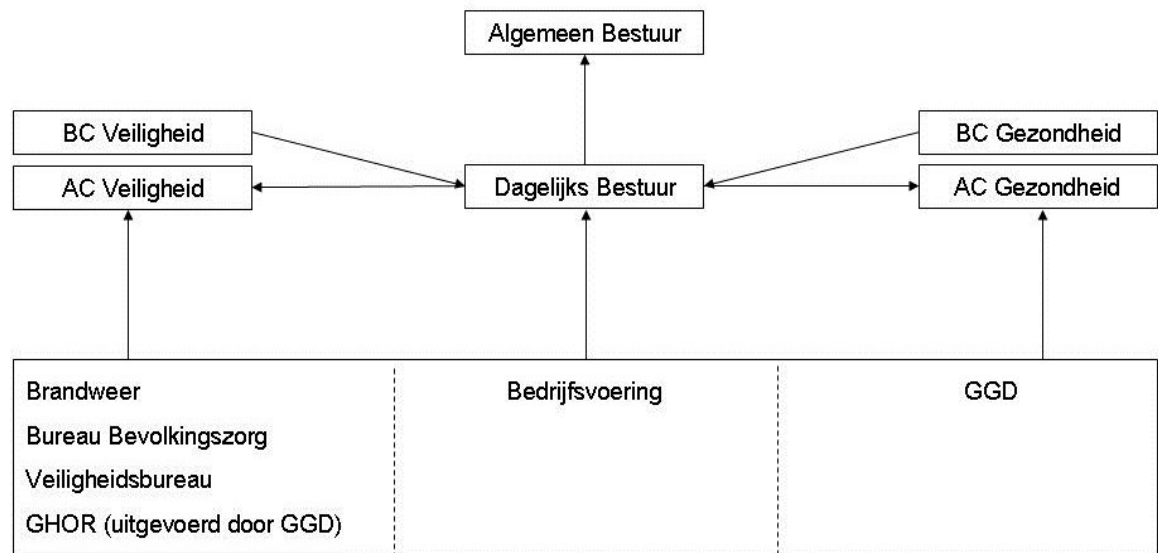 Algemeen Bestuur
BC Veiligheid
BC Gezondheid
AC Veiligheid
Dagelijks Bestuur
AC Gezondheid
Brandweer
Bedrijfsvoering
GGD
Bureau Bevolkingszorg
Veiligheidsbureau
GHOR (uitgevoerd door GGD)